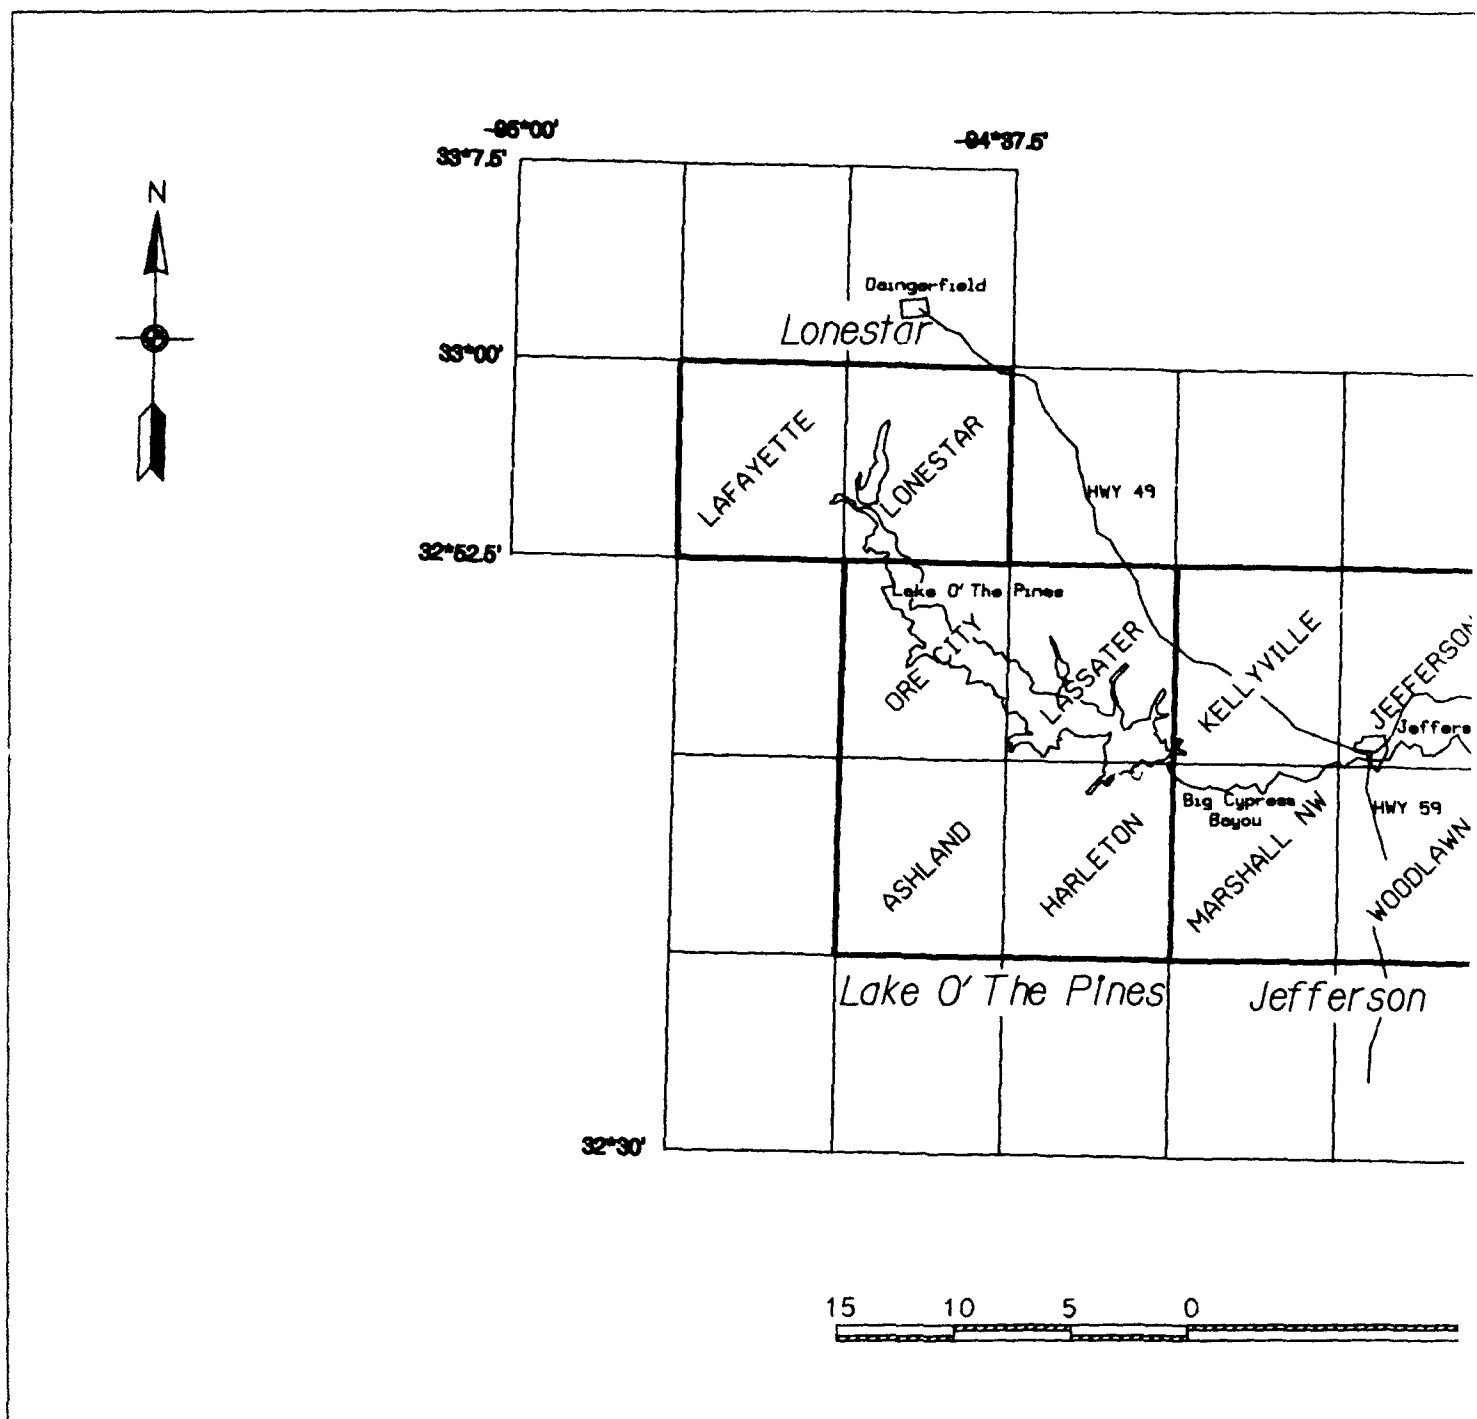 -95°00'
-94°37.5'
33°7.5'
N
Daingerfield
Lonestar
33°00'
LAFAYETTE
LONESTAR
HWY 49
32°52.5'
Lake O' The Pines
ORE CITY
LASSATER
KELLYVILLE
JEFFERSON
Jeffers
Big Cypress
Bayou
HWY 59
ASHLAND
HARLETON
MARSHALL NW
WOODLAWN
Lake O' The Pines
Jefferson
32°30'
15 10 5 0